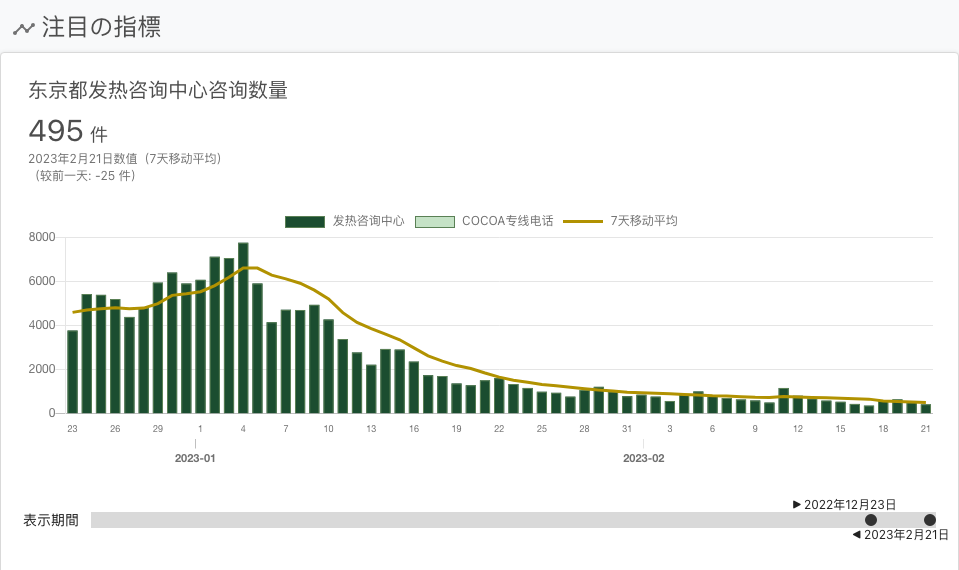 注目の指標
东京都发热咨询中心咨询数量
495 件
2023年2月21日数值（7天移动平均）
（较前一天: -25 件）
发热咨询中心 COCOA专线电话 7天移动平均
8000
6000
4000
2000
0
23 26 29 1 4 7 10 13 16 19 22 25 28 31 3 6 9 12 15 18 21
2023-01 2023-02
▶ 2022年12月23日
表示期間
◀ 2023年2月21日